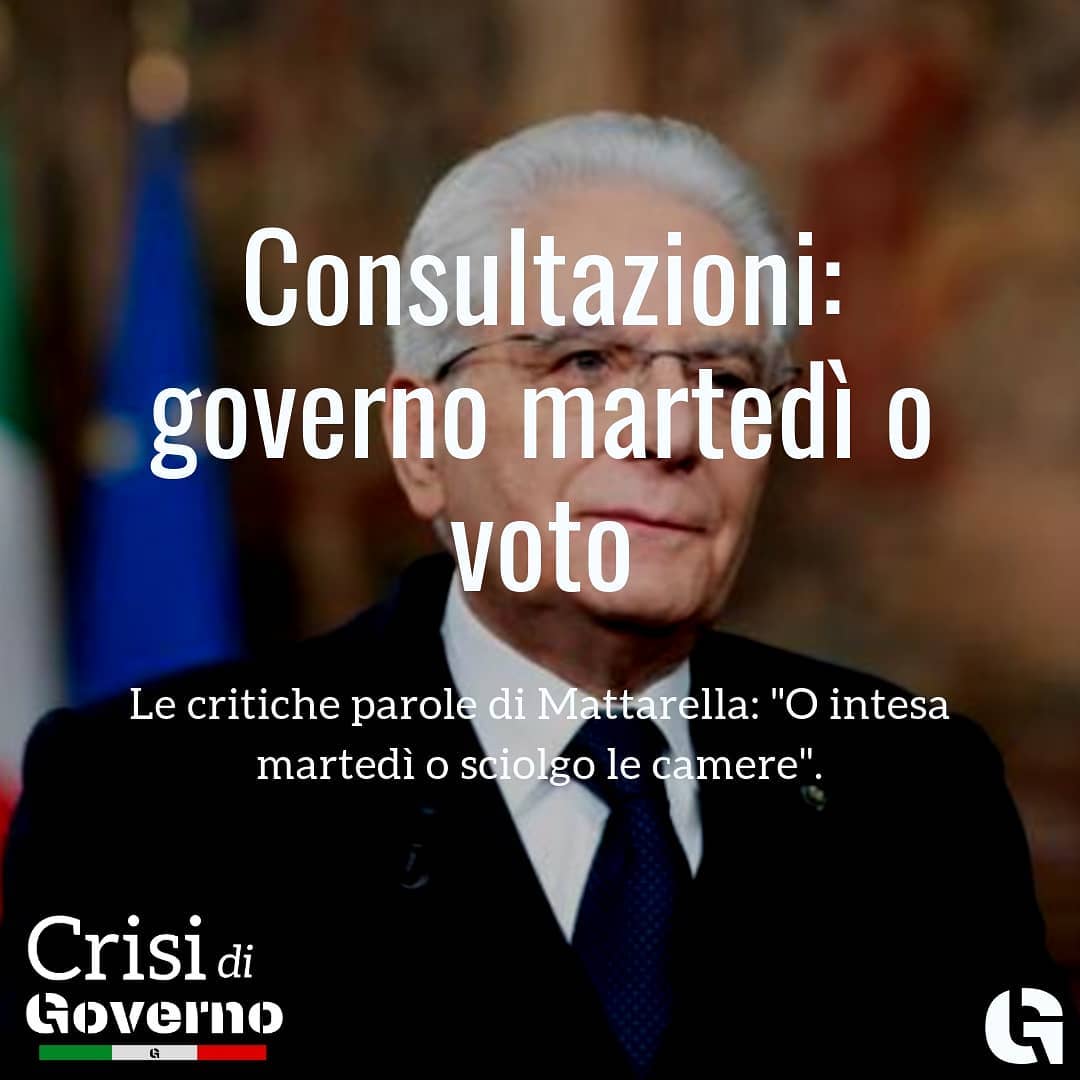 Consultazioni:
governo martedì o
voto
Le critiche parole di Mattarella: "O intesa
martedì o sciolgo le camere".
Crisi di
Governo
G
G